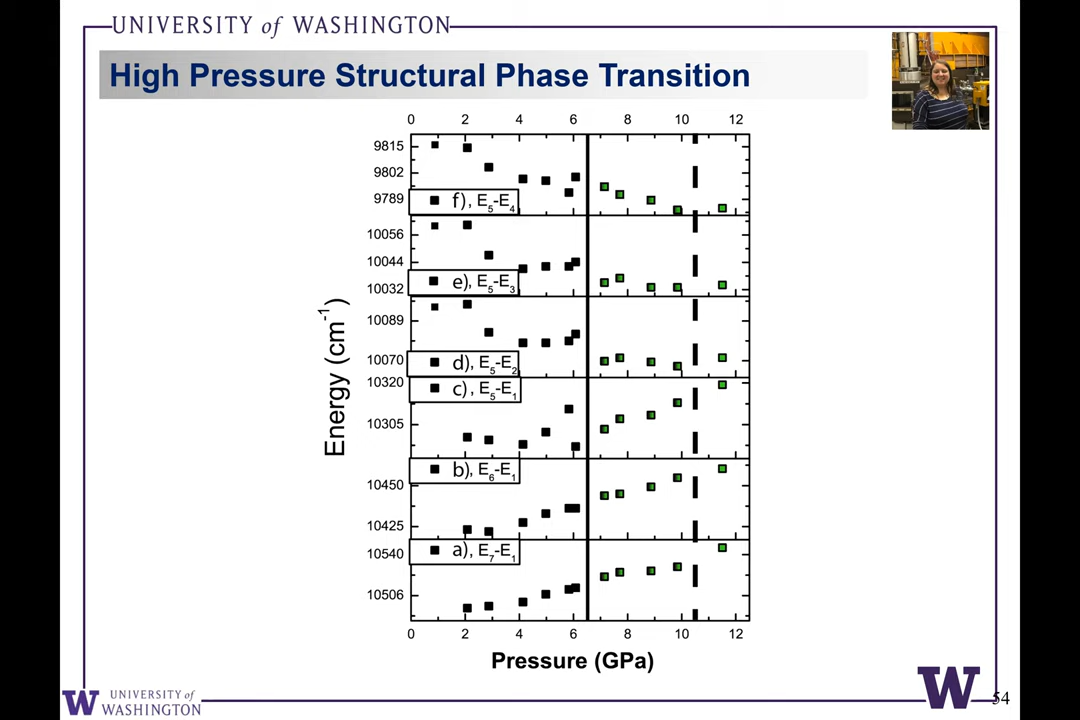 UNIVERSITY of WASHINGTON
High Pressure Structural Phase Transition
0 2 4 6 8 10 12
9815
9802
9789
f), E5-E4
10056
10044
10032
e), E5-E3
10089
10070
d), E5-E2
10320
10305
c), E5-E1
10450
10425
b), E6-E1
10540
10506
a), E7-E1
Energy (cm-1)
0 2 4 6 8 10 12
Pressure (GPa)
W UNIVERSITY of
WASHINGTON
W
54